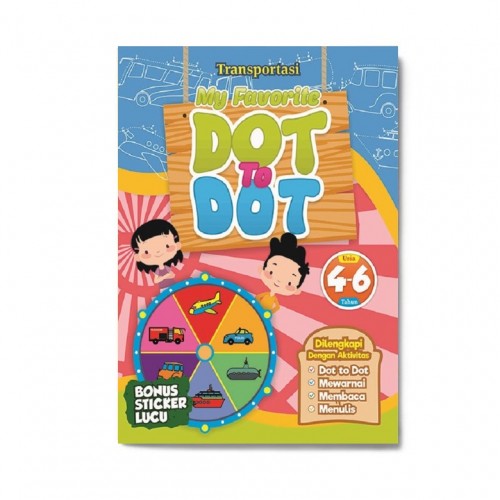 Transportasi
My Favorite
DOT
TO
DOT
Usia
4-6
Tahun
Dilengkapi
Dengan Aktivitas
Dot to Dot
Mewarnai
Membaca
Menulis
BONUS
STICKER
LUCU